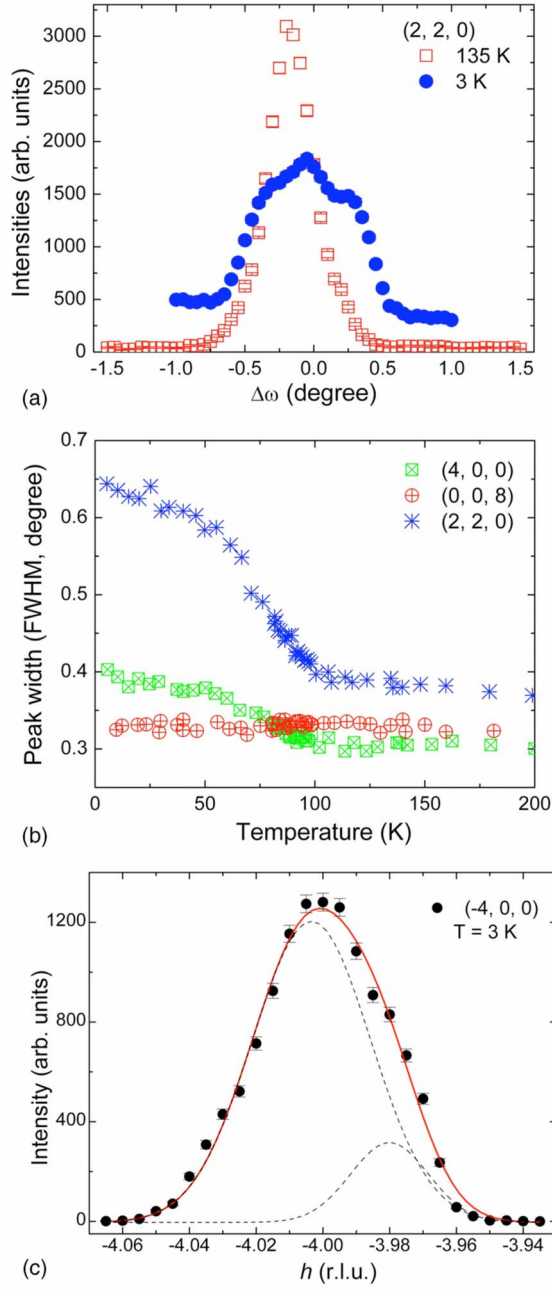 3000
2500
2000
1500
1000
500
0
Intensities (arb. units)
(2, 2, 0)
135 K
3 K
-1.5 -1.0 -0.5 0.0 0.5 1.0 1.5
Δω (degree)
(a)
0.7
0.6
0.5
0.4
0.3
Peak width (FWHM, degree)
(4, 0, 0)
(0, 0, 8)
(2, 2, 0)
0 50 100 150 200
Temperature (K)
(b)
1200
800
400
0
Intensity (arb. units)
(-4, 0, 0)
T = 3 K
-4.06 -4.04 -4.02 -4.00 -3.98 -3.96 -3.94
h (r.l.u.)
(c)